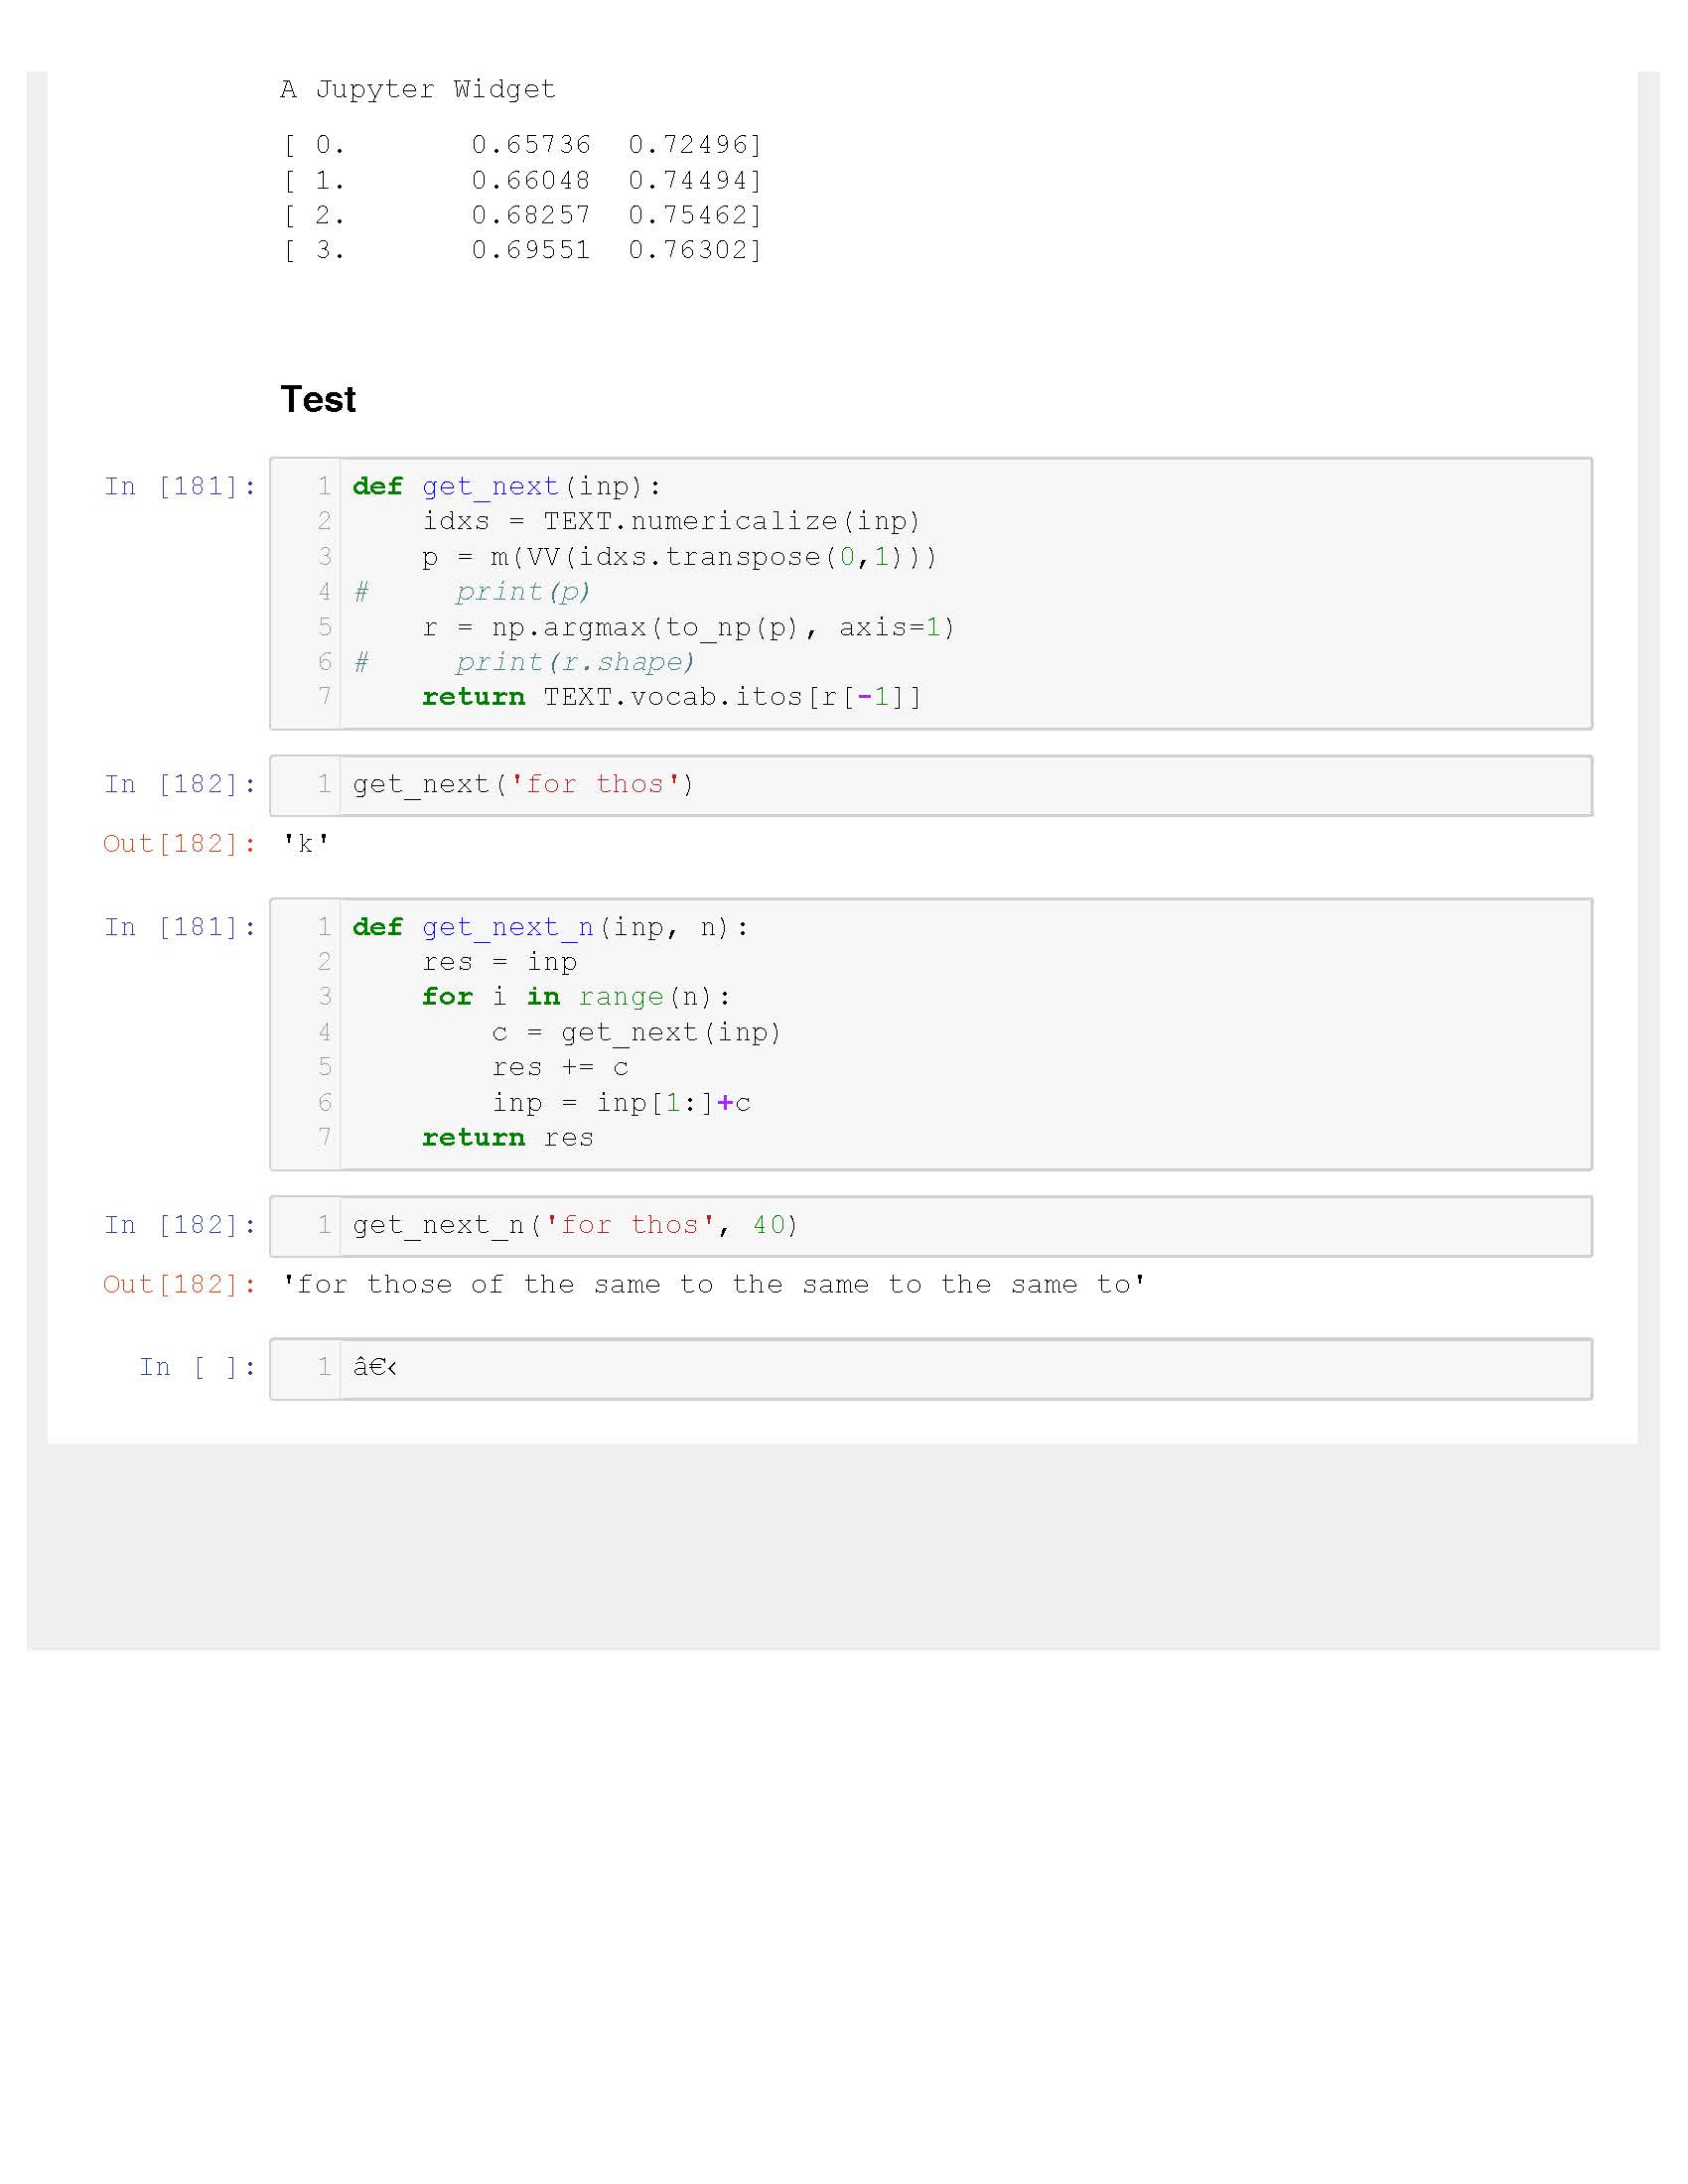 A Jupyter Widget
[ 0.       0.65736  0.72496]
[ 1.       0.66048  0.74494]
[ 2.       0.68257  0.75462]
[ 3.       0.69551  0.76302]
Test
In [181]:
1 def get_next(inp):
2     idxs = TEXT.numericalize(inp)
3     p = m(VV(idxs.transpose(0,1)))
4 #     print(p)
5     r = np.argmax(to_np(p), axis=1)
6 #     print(r.shape)
7     return TEXT.vocab.itos[r[-1]]
In [182]:
1 get_next('for thos')
Out[182]: 'k'
In [181]:
1 def get_next_n(inp, n):
2     res = inp
3     for i in range(n):
4         c = get_next(inp)
5         res += c
6         inp = inp[1:]+c
7     return res
In [182]:
1 get_next_n('for thos', 40)
Out[182]: 'for those of the same to the same to the same to'
In [ ]:
1 â€‹